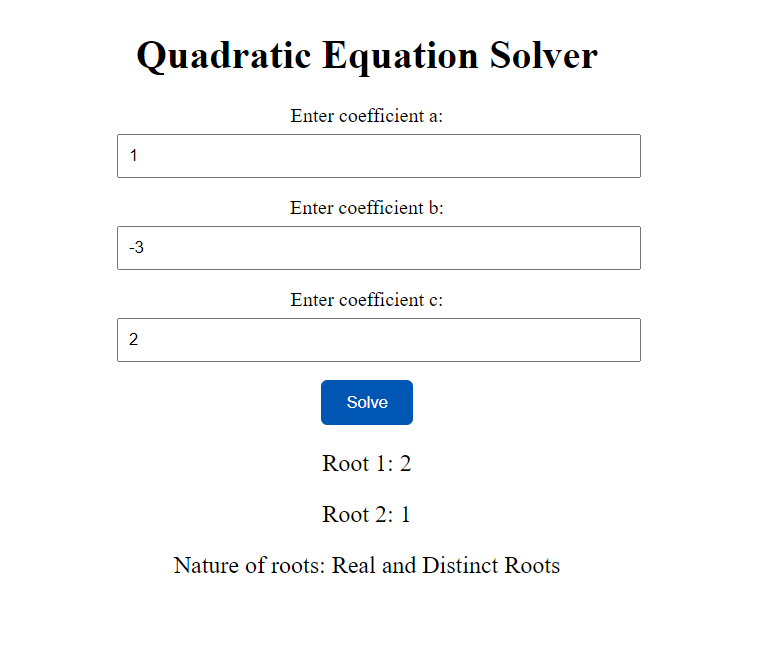 Quadratic Equation Solver
Enter coefficient a:
1
Enter coefficient b:
-3
Enter coefficient c:
2
Solve
Root 1: 2
Root 2: 1
Nature of roots: Real and Distinct Roots